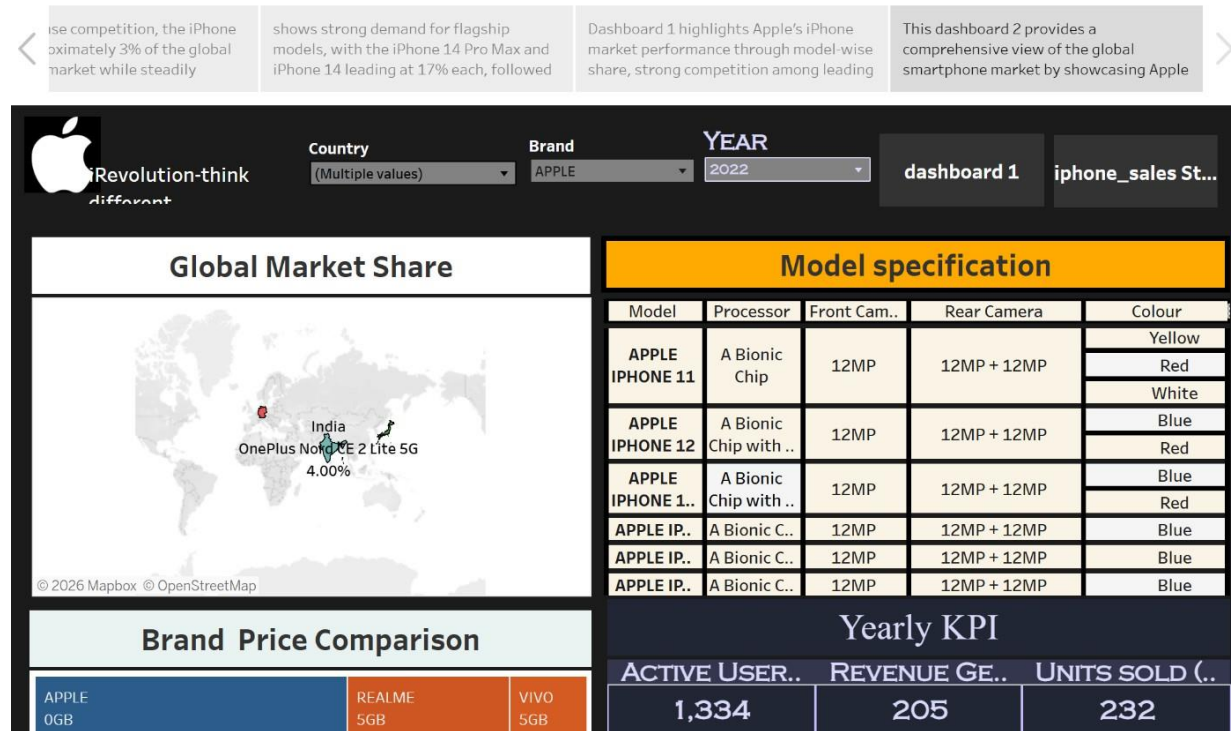 use competition, the iPhone
oximately 3% of the global
market while steadily
shows strong demand for flagship
models, with the iPhone 14 Pro Max and
iPhone 14 leading at 17% each, followed
Dashboard 1 highlights Apple's iPhone
market performance through model-wise
share, strong competition among leading
This dashboard 2 provides a
comprehensive view of the global
smartphone market by showcasing Apple
iRevolution-think
different
Country
(Multiple values)
Brand
APPLE
YEAR
2022
dashboard 1
iphone_sales St...
Global Market Share
India
OnePlus Nord CE 2 Lite 5G
4.00%
© 2026 Mapbox © OpenStreetMap
Model specification
Model Processor Front Cam.. Rear Camera Colour
APPLE IPHONE 11 A Bionic Chip 12MP 12MP + 12MP Yellow
Red
White
APPLE IPHONE 12 A Bionic Chip with .. 12MP 12MP + 12MP Blue
Red
APPLE IPHONE 1.. A Bionic Chip with .. 12MP 12MP + 12MP Blue
Red
APPLE IP.. A Bionic C.. 12MP 12MP + 12MP Blue
APPLE IP.. A Bionic C.. 12MP 12MP + 12MP Blue
APPLE IP.. A Bionic C.. 12MP 12MP + 12MP Blue
Brand Price Comparison
APPLE
0GB
REALME
5GB
VIVO
5GB
Yearly KPI
ACTIVE USER.. REVENUE GE.. UNITS SOLD (..
1,334 205 232